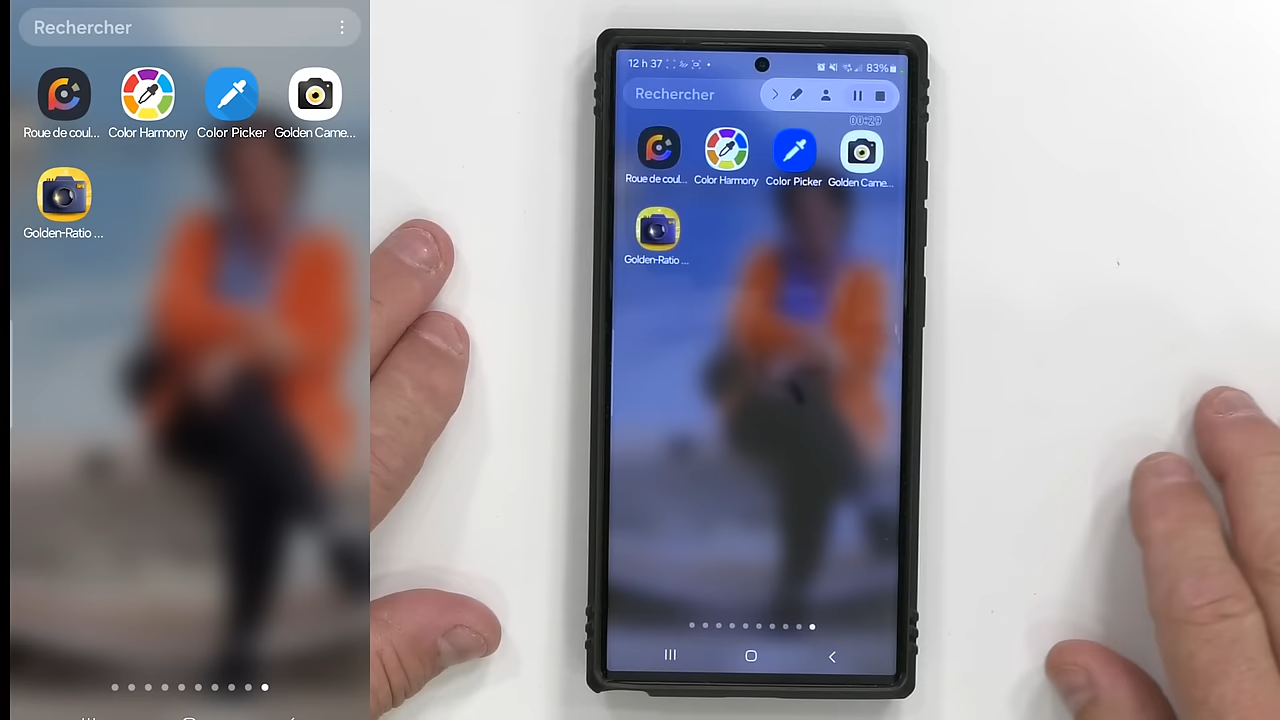 Rechercher
Roue de coul...
Color Harmony
Color Picker
Golden Came...
Golden-Ratio ...
12 h 37
83%
Rechercher
00:29
Roue de coul...
Color Harmony
Color Picker
Golden Came...
Golden-Ratio ...